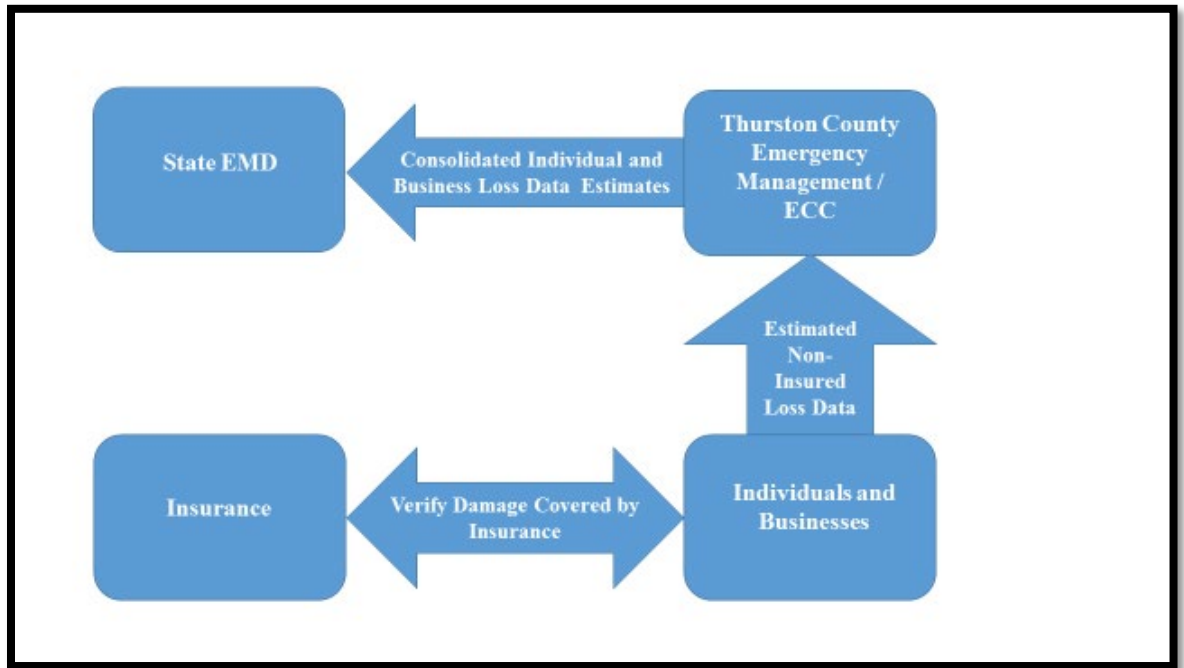 State EMD
Consolidated Individual and
Business Loss Data Estimates
Thurston County
Emergency
Management /
ECC
Estimated
Non-
Insured
Loss Data
Insurance
Verify Damage Covered by
Insurance
Individuals and
Businesses